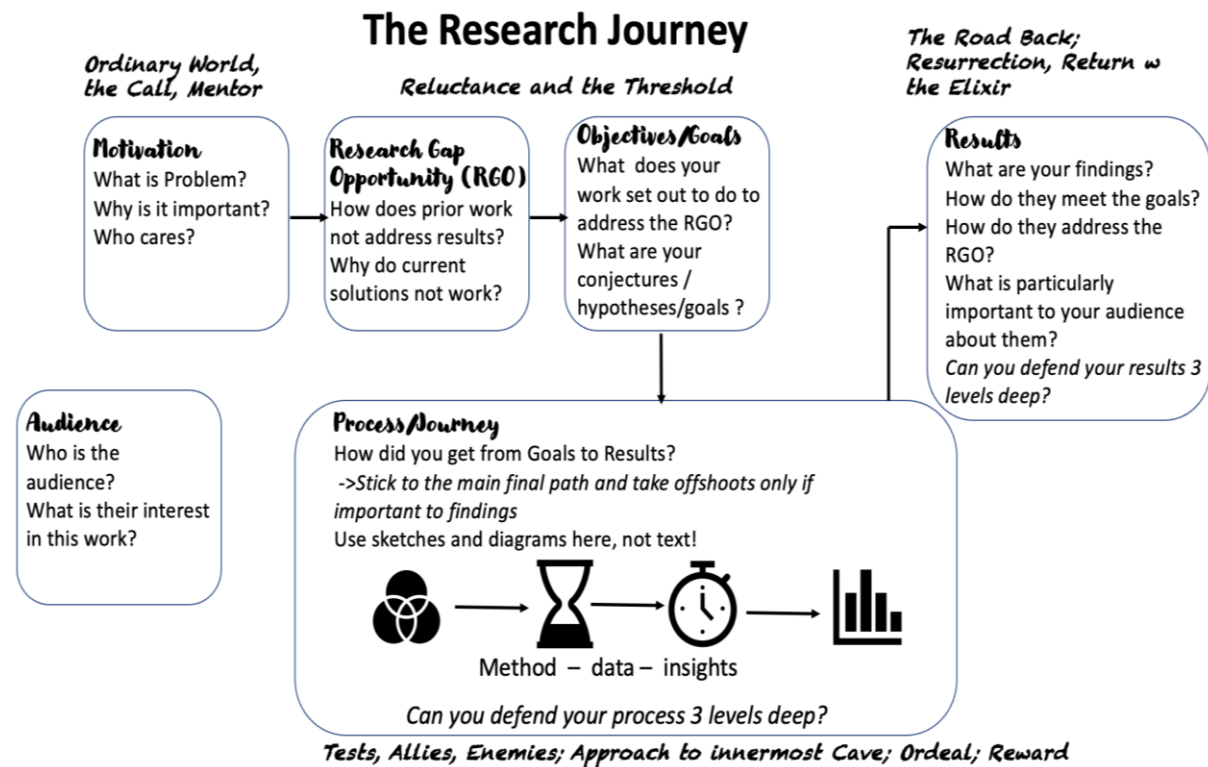 The Research Journey
Ordinary World,
the Call, Mentor
Reluctance and the Threshold
The Road Back;
Resurrection, Return w
the Elixir
Motivation
What is Problem?
Why is it important?
Who cares?
Research Gap
Opportunity (RGO)
How does prior work
not address results?
Why do current
solutions not work?
Objectives/Goals
What does your
work set out to do to
address the RGO?
What are your
conjectures /
hypotheses/goals ?
Results
What are your findings?
How do they meet the goals?
How do they address the
RGO?
What is particularly
important to your audience
about them?
Can you defend your results 3
levels deep?
Audience
Who is the
audience?
What is their interest
in this work?
Process/Journey
How did you get from Goals to Results?
->Stick to the main final path and take offshoots only if
important to findings
Use sketches and diagrams here, not text!
Method – data – insights
Can you defend your process 3 levels deep?
Tests, Allies, Enemies; Approach to innermost Cave; Ordeal; Reward